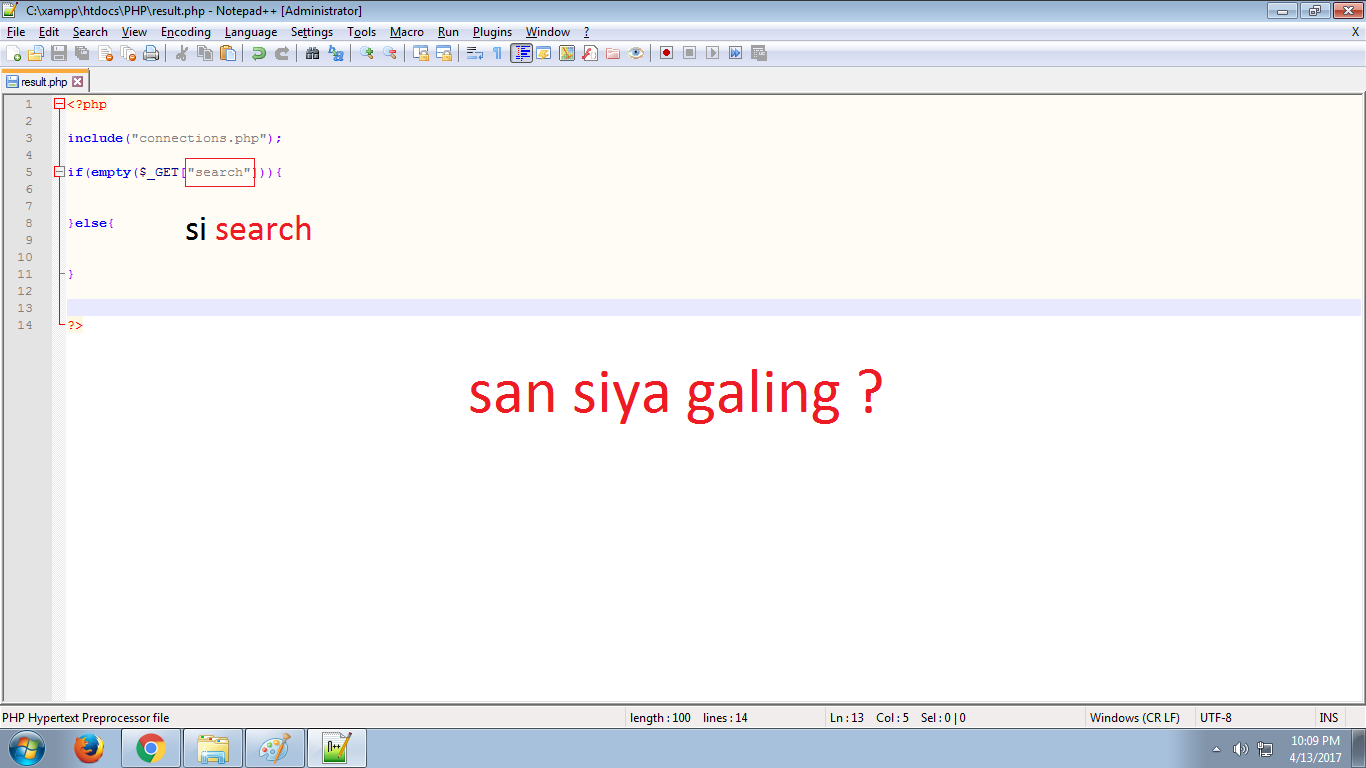 C:\xampp\htdocs\PHP\result.php - Notepad++ [Administrator]
File Edit Search View Encoding Language Settings Tools Macro Run Plugins Window ? X
result.php
1 <?php
2
3 include("connections.php");
4
5 if(empty($_GET["search"])){
6
7
8 }else{
si search
9
10
11 }
12
13
14 ?>
san siya galing ?
PHP Hypertext Preprocessor file length : 100 lines : 14 Ln : 13 Col : 5 Sel : 0 | 0 Windows (CR LF) UTF-8 INS
10:09 PM
4/13/2017